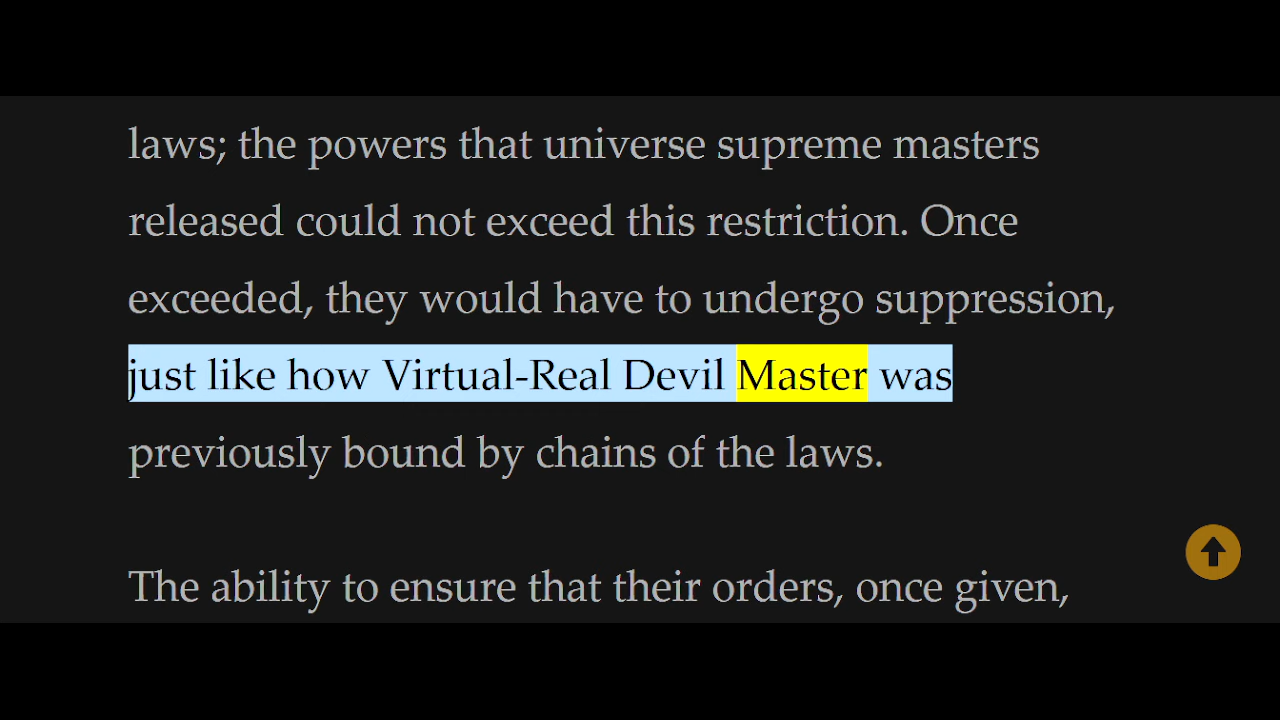 laws; the powers that universe supreme masters
released could not exceed this restriction. Once
exceeded, they would have to undergo suppression,
just like how Virtual-Real Devil Master was
previously bound by chains of the laws.
The ability to ensure that their orders, once given,